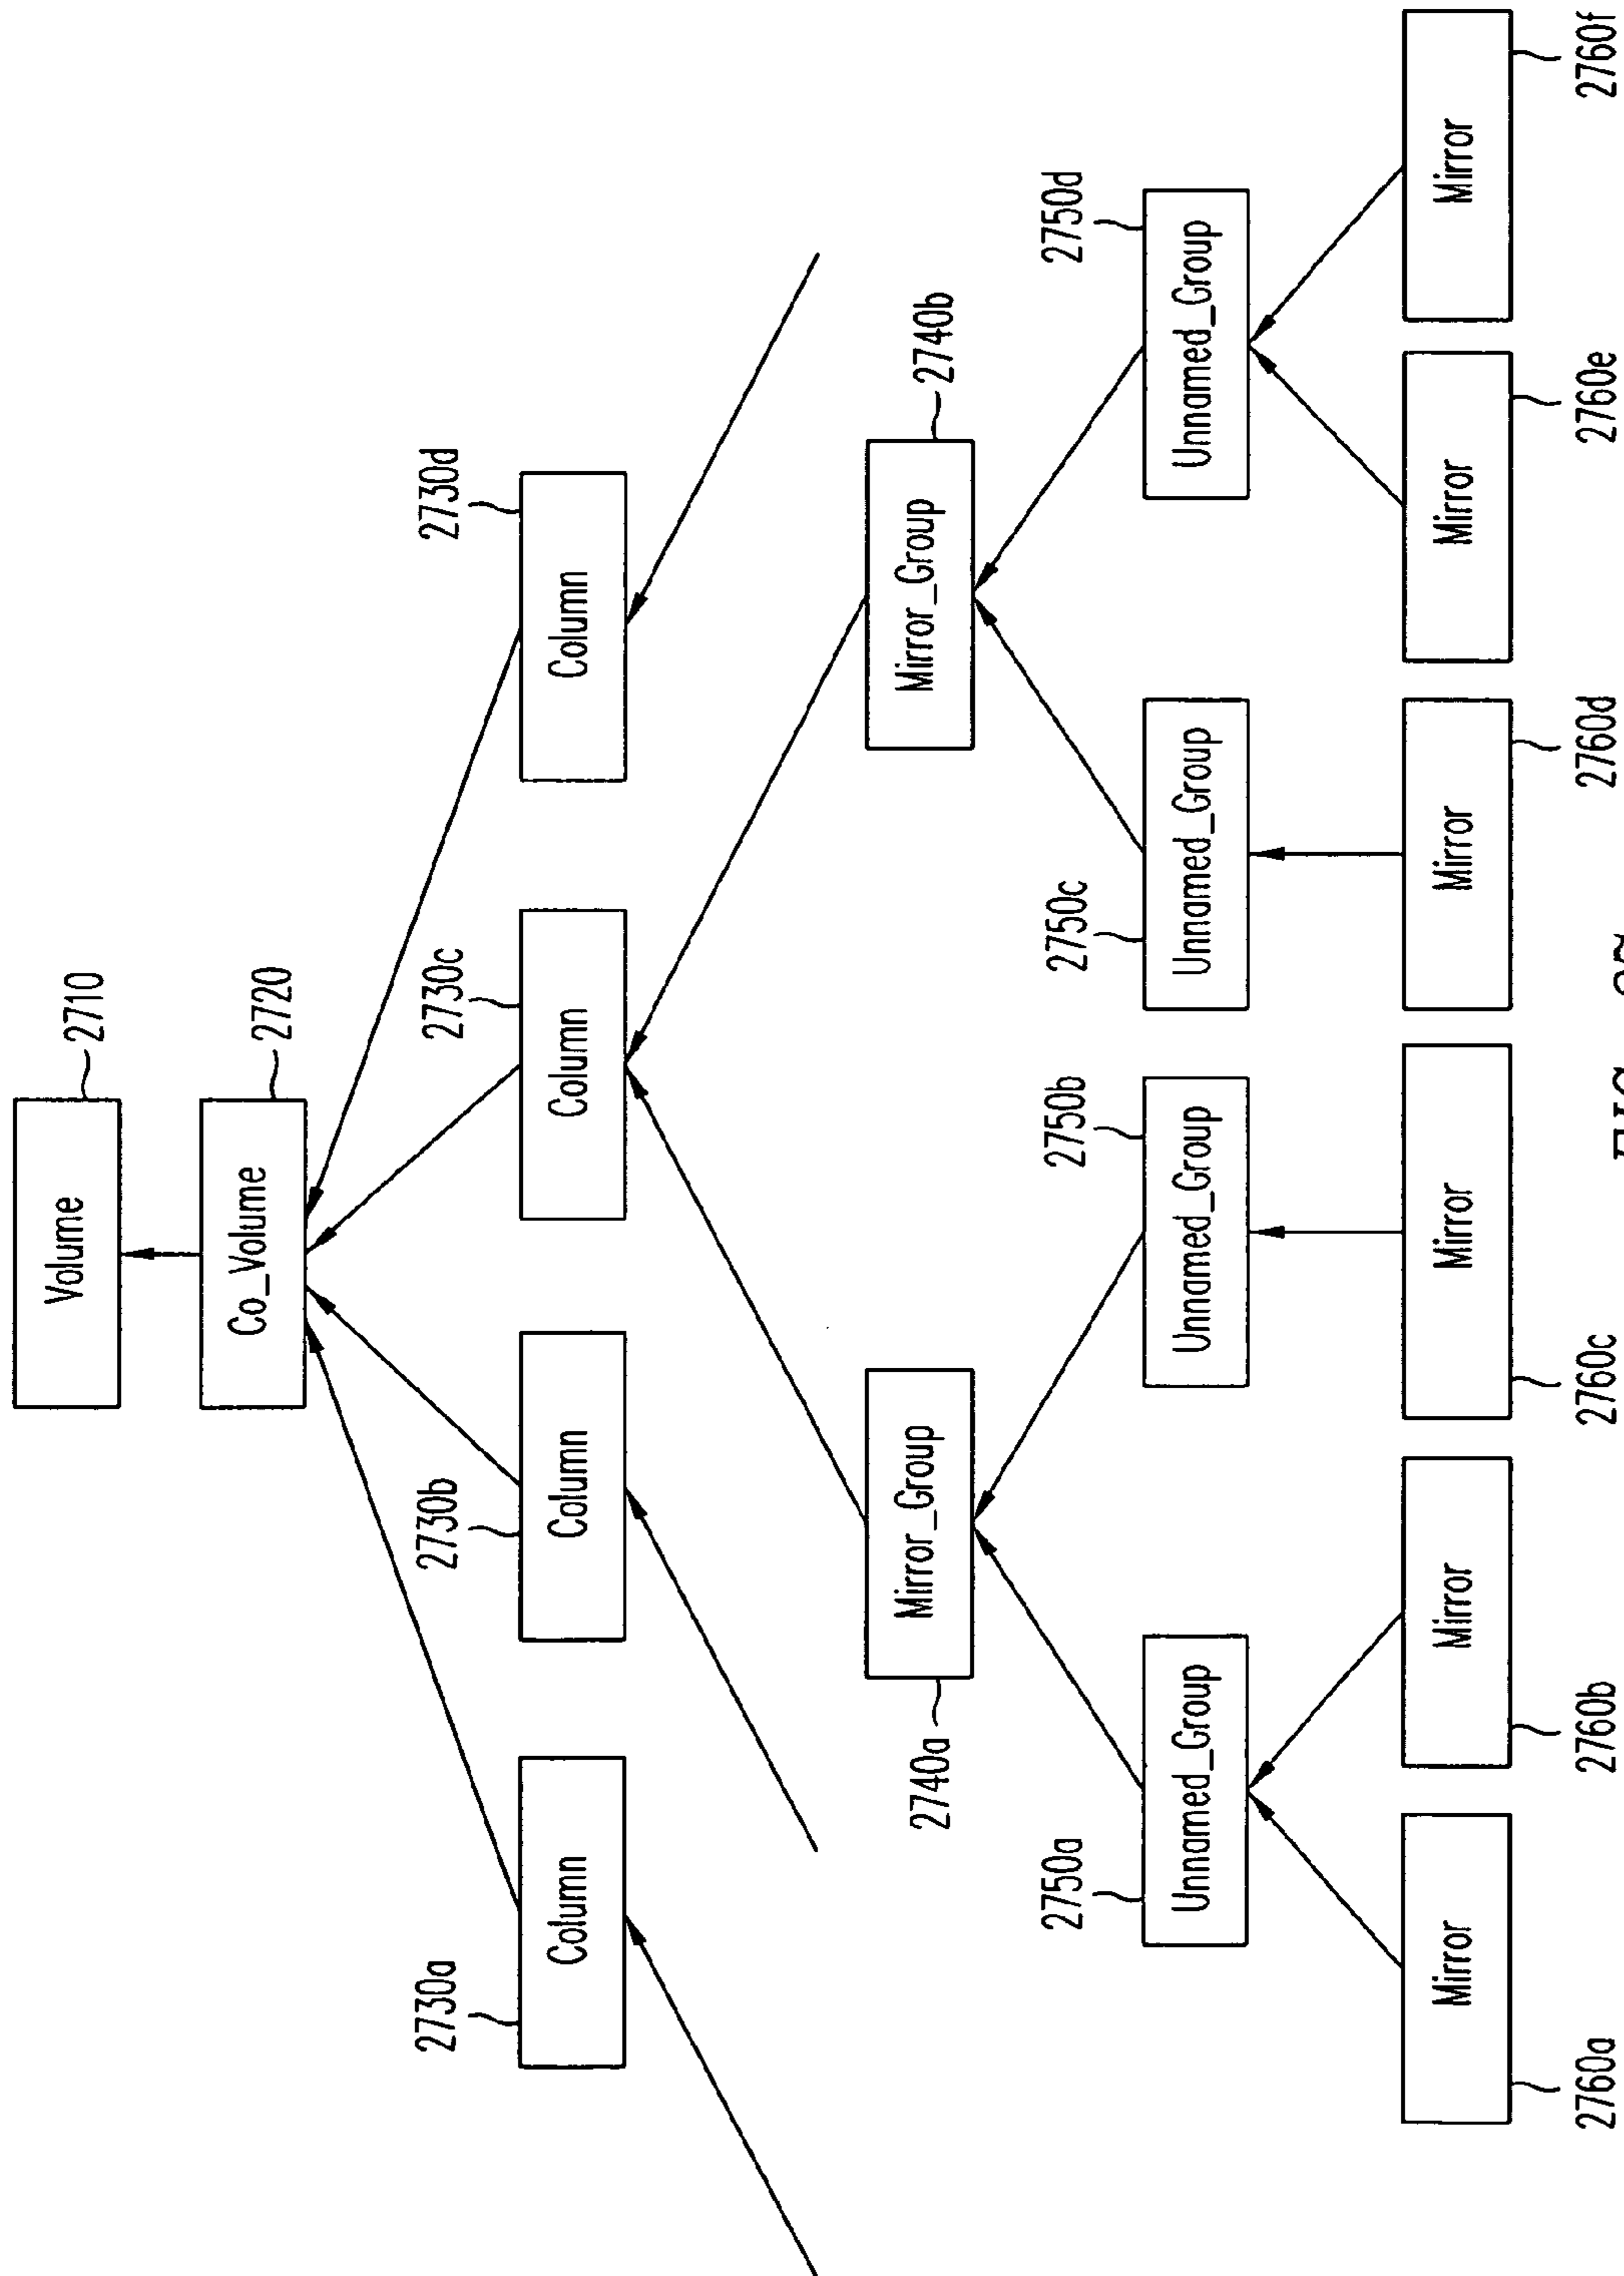 Volume
2710
Co_Volume
2720
2730a
Column
2730b
Column
2730c
Column
2730d
Column
2740a
Mirror_Group
Mirror_Group
2740b
2750a
Unnamed_Group
2750b
Unnamed_Group
2750c
Unnamed_Group
2750d
Unnamed_Group
Mirror
Mirror
Mirror
Mirror
Mirror
Mirror
2760a
2760b
2760c
2760d
2760e
2760f